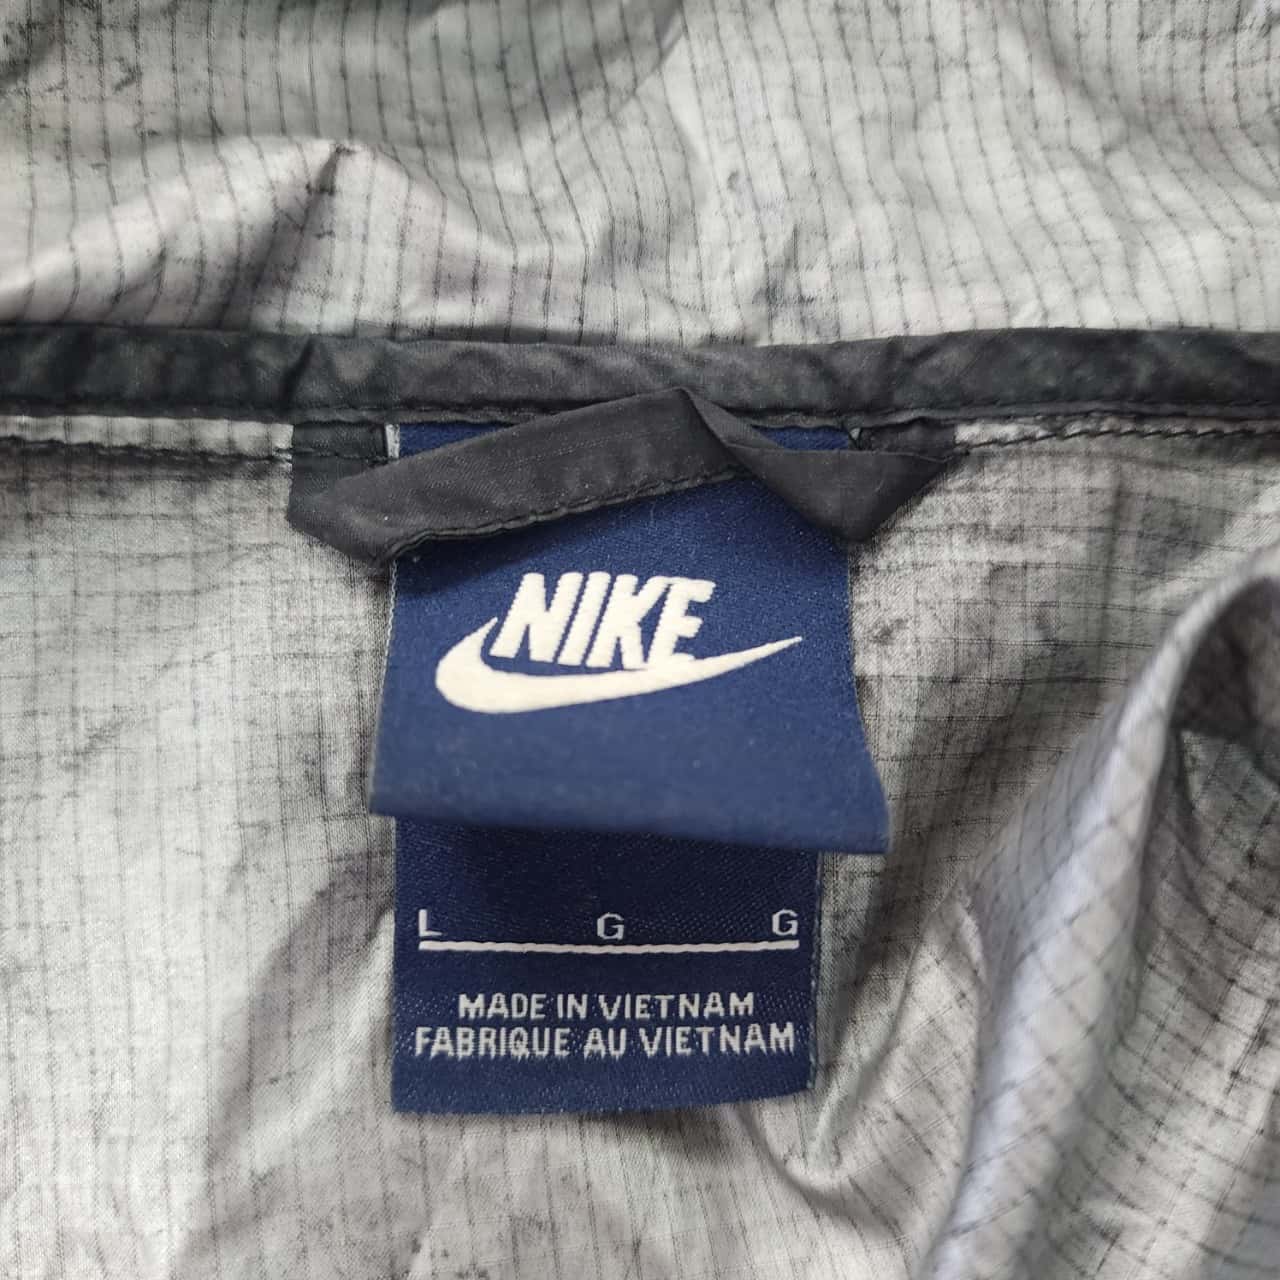 NIKE
L G G
MADE IN VIETNAM
FABRIQUE AU VIETNAM